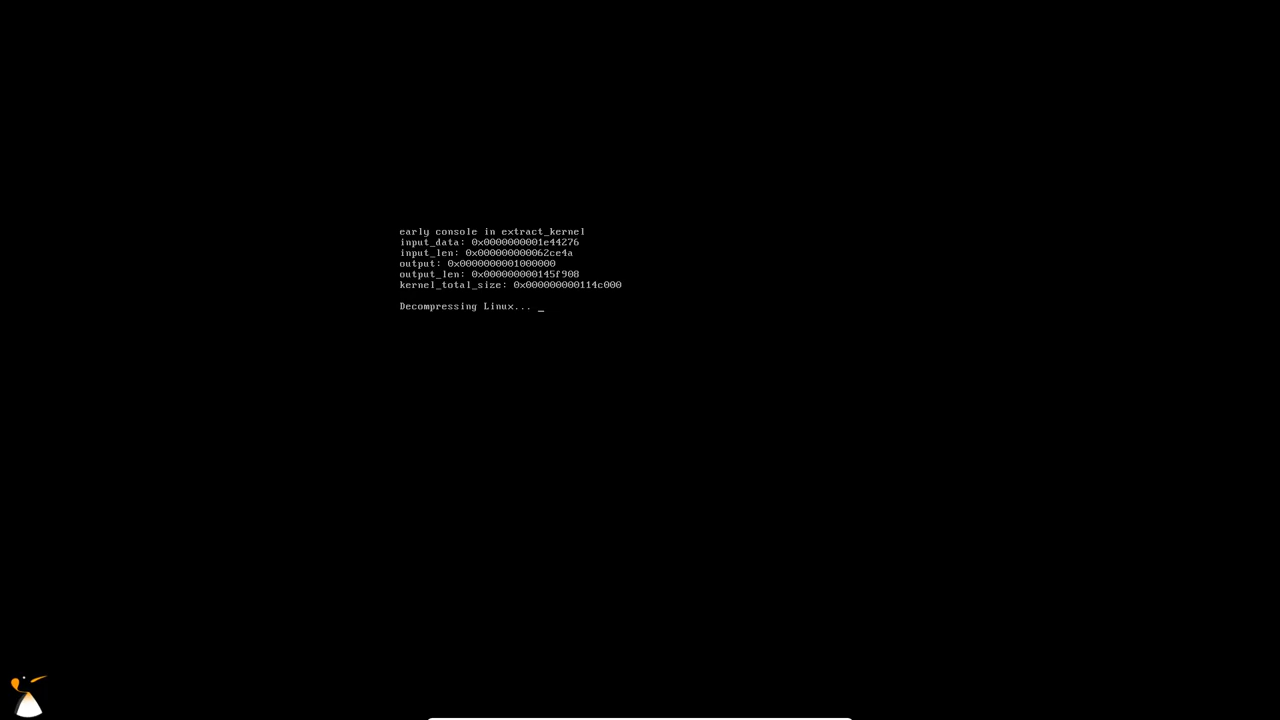 early console in extract_kernel
input_data: 0x0000000001e44276
input_len: 0x000000000062ce4a
output: 0x0000000001000000
output_len: 0x000000000145f908
kernel_total_size: 0x000000000114c000
Decompressing Linux... _